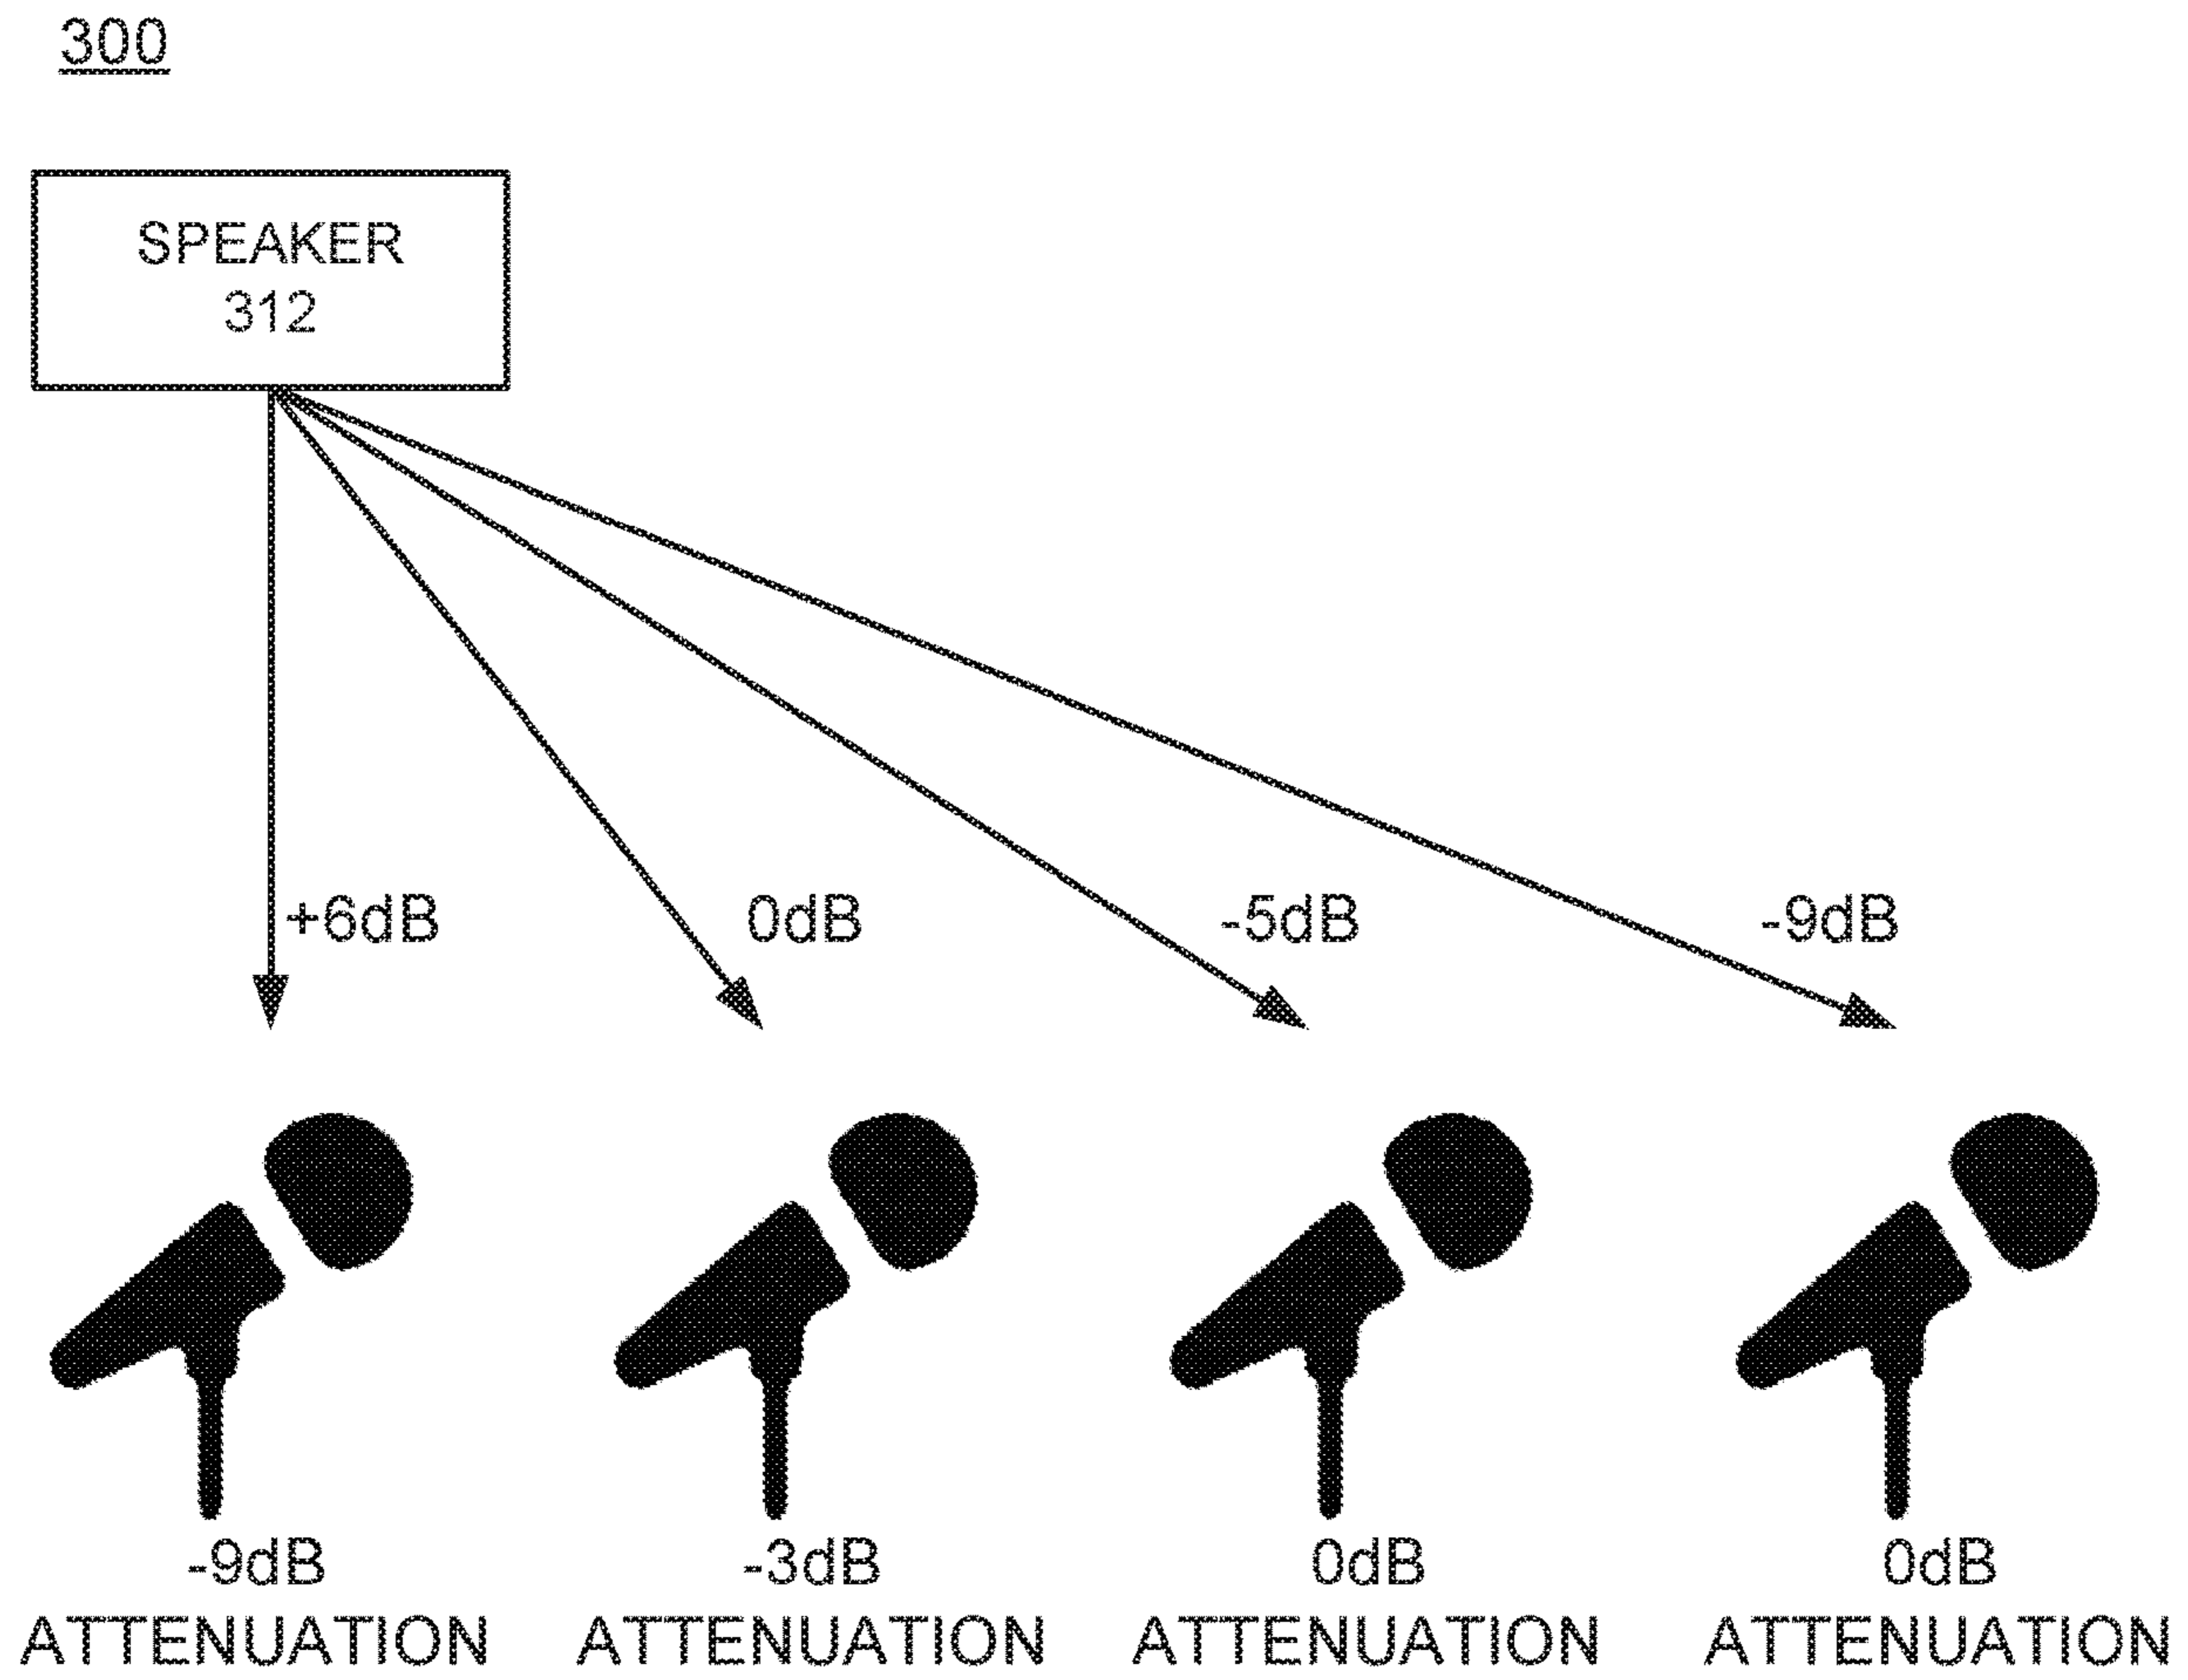 300
SPEAKER
312
+6dB 0dB -5dB -9dB
-9dB -3dB 0dB 0dB
ATTENUATION ATTENUATION ATTENUATION ATTENUATION